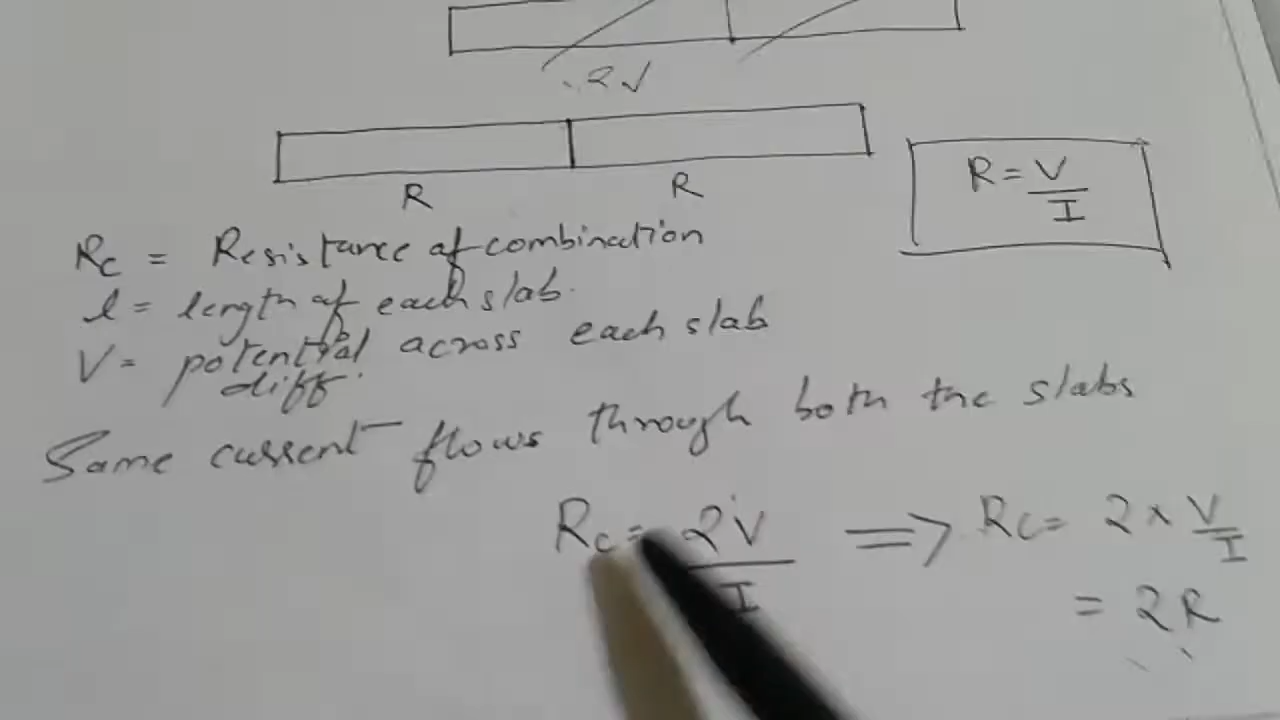 2V
R R
R = V/I
Rc = Resistance of combination
l = length of each slab.
V = potential across each slab
diff.
Same current flows through both the slabs
Rc = 2V/I => Rc = 2 × V/I
= 2R